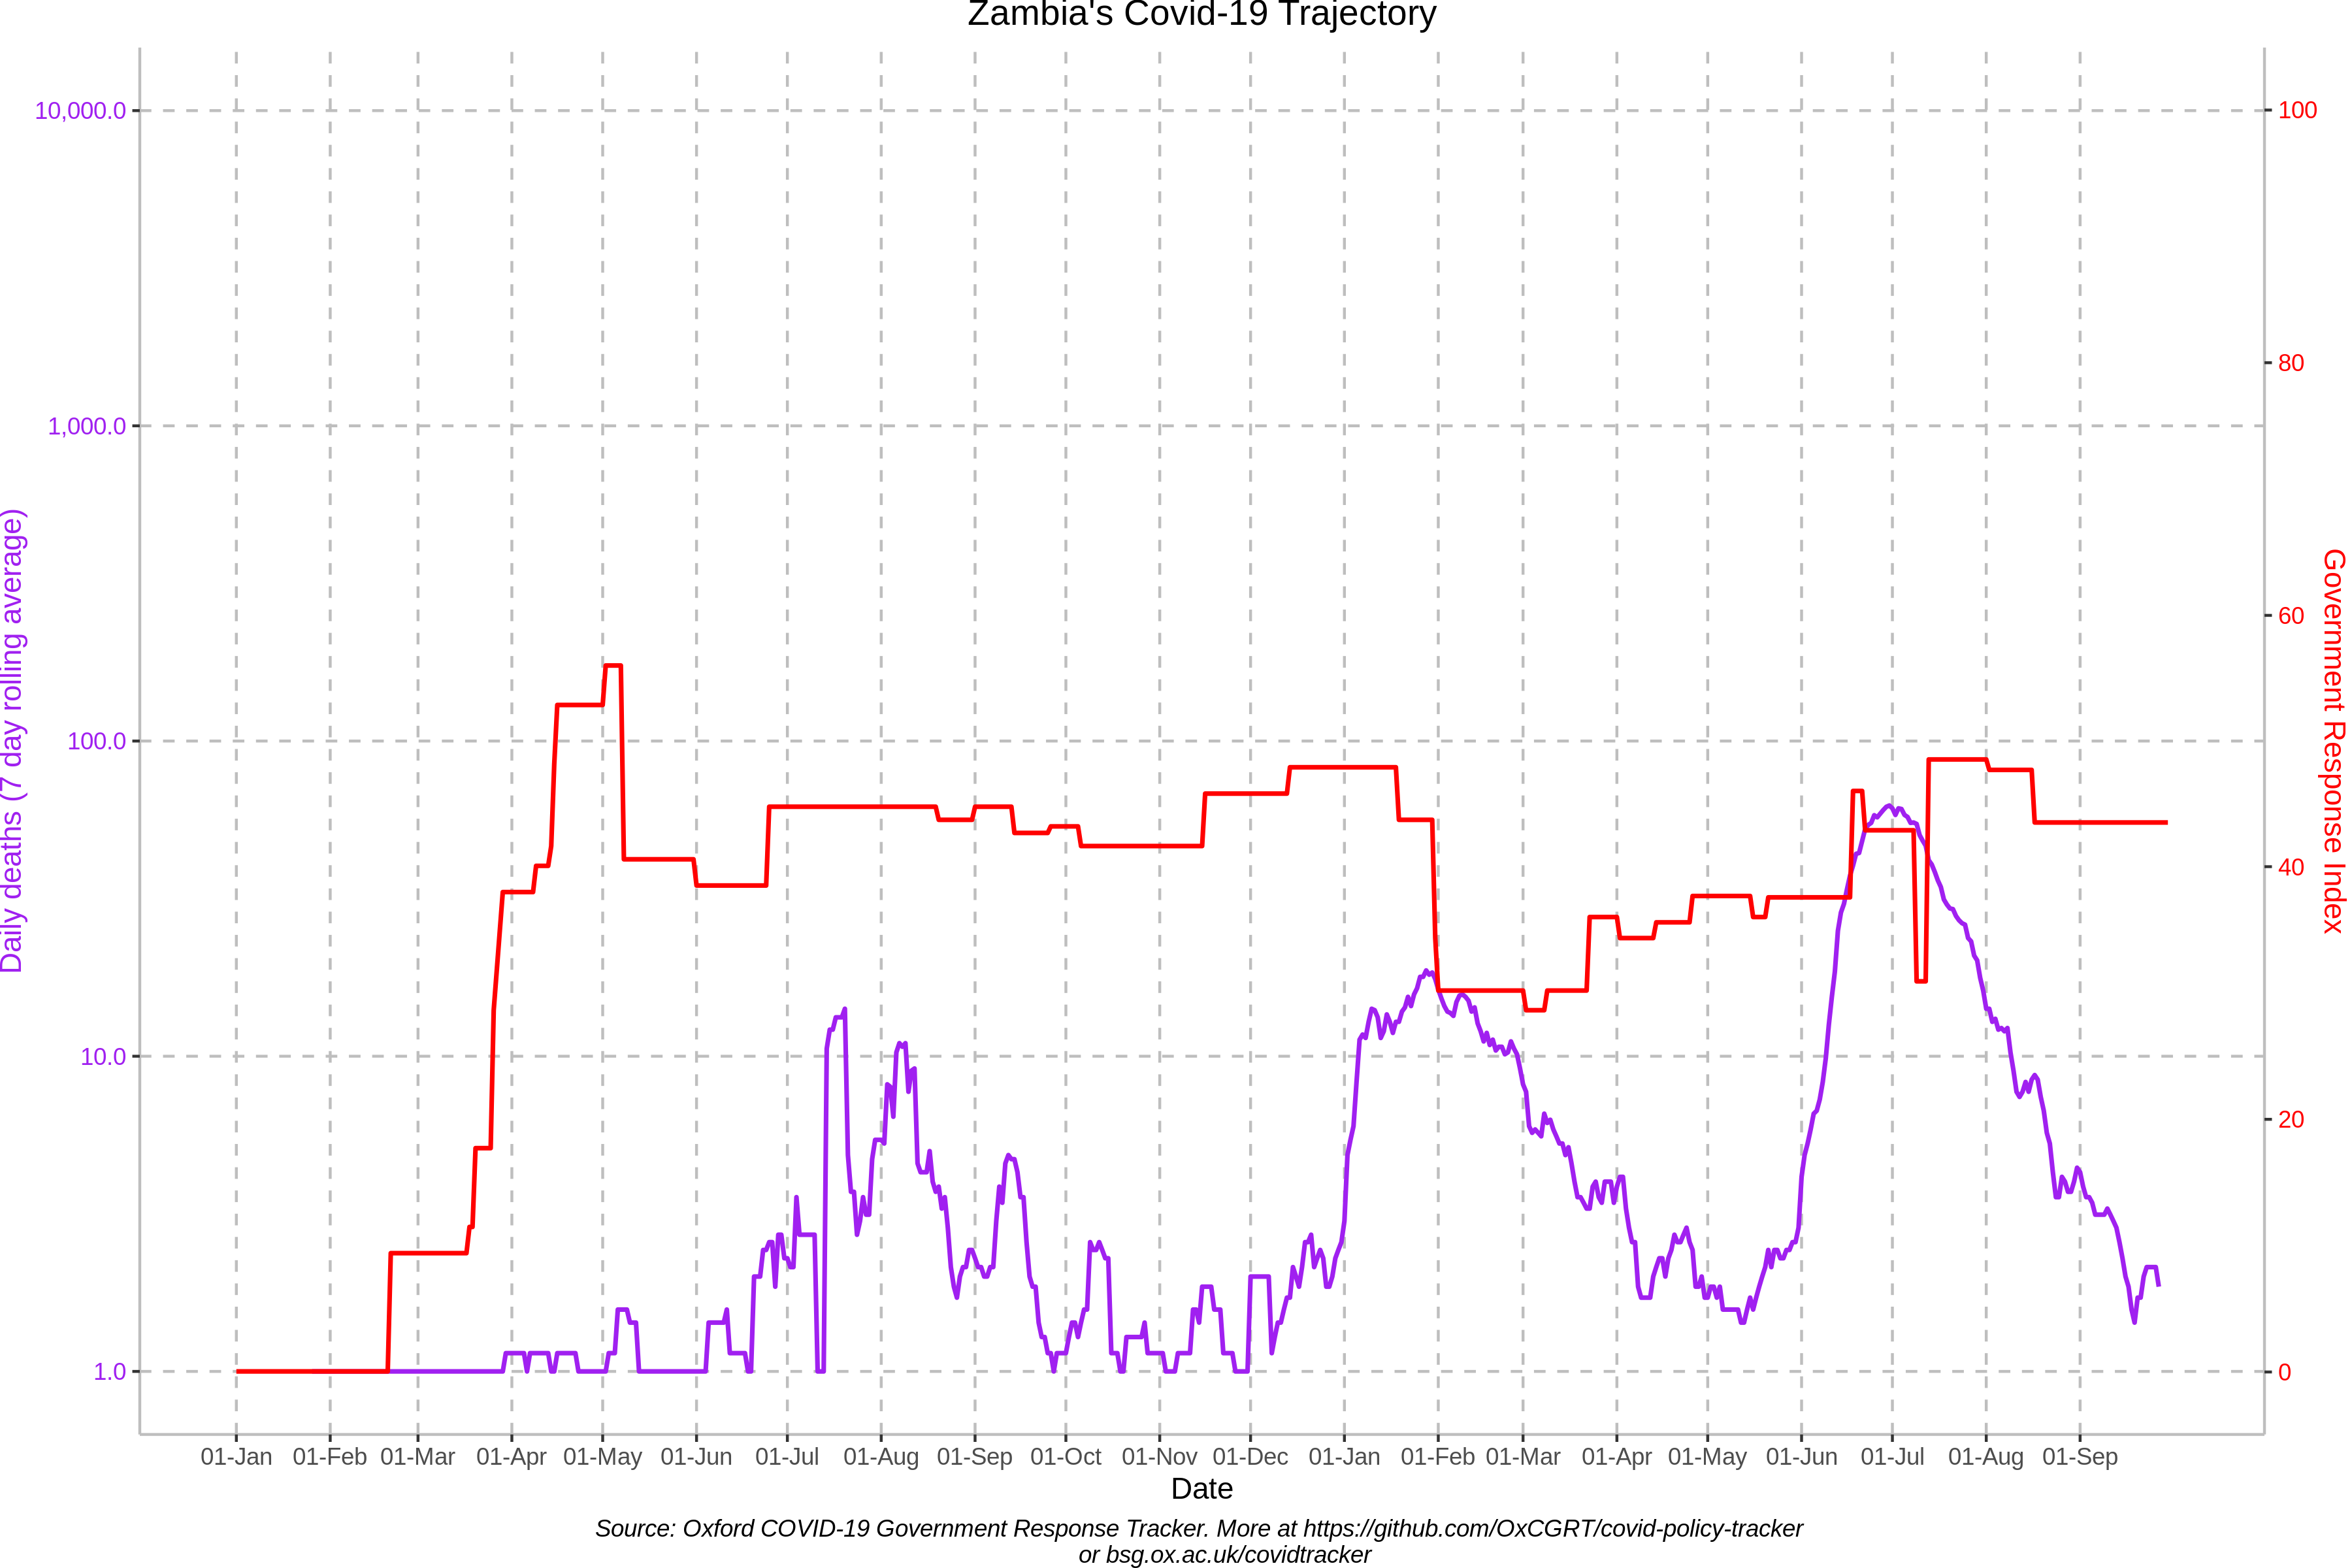 Zambia's Covid-19 Trajectory
10,000.0
1,000.0
100.0
10.0
1.0
Daily deaths (7 day rolling average)
100
80
60
40
20
0
Government Response Index
01-Jan 01-Feb 01-Mar 01-Apr 01-May 01-Jun 01-Jul 01-Aug 01-Sep 01-Oct 01-Nov 01-Dec 01-Jan 01-Feb 01-Mar 01-Apr 01-May 01-Jun 01-Jul 01-Aug 01-Sep
Date
Source: Oxford COVID-19 Government Response Tracker. More at https://github.com/OxCGRT/covid-policy-tracker
or bsg.ox.ac.uk/covidtracker